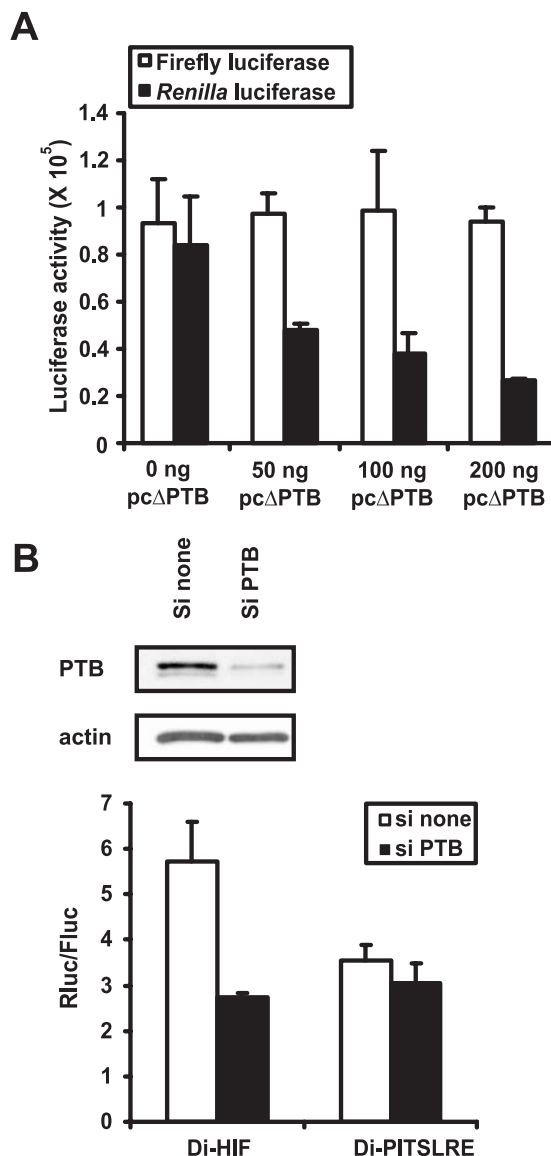 A
Firefly luciferase
Renilla luciferase
Luciferase activity (X 10⁵)
1.4
1.2
1
0.8
0.6
0.4
0.2
0
0 ng
pcΔPTB
50 ng
pcΔPTB
100 ng
pcΔPTB
200 ng
pcΔPTB
B
Si none
Si PTB
PTB
actin
si none
si PTB
Rluc/Fluc
7
6
5
4
3
2
1
0
Di-HIF
Di-PITSLRE